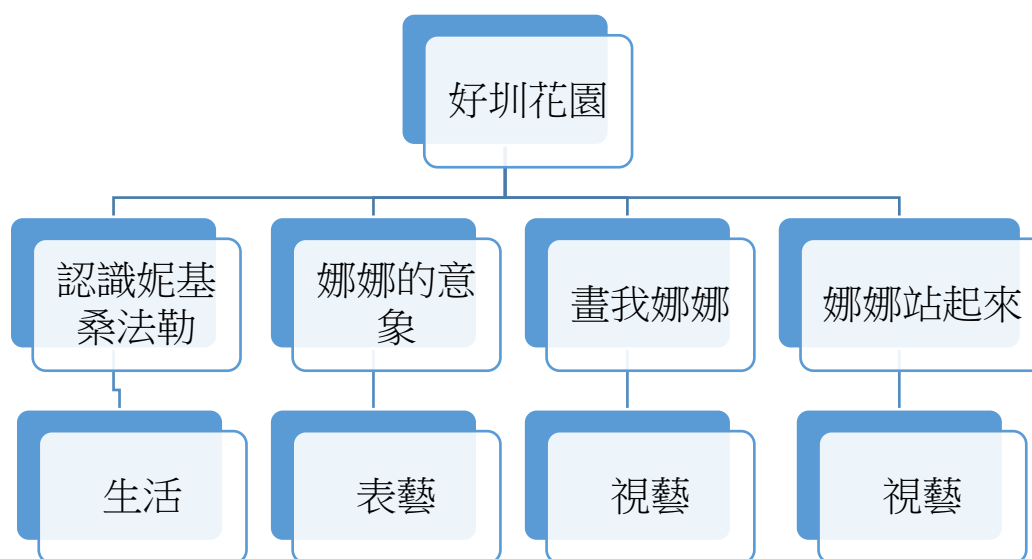 好圳花園
認識妮基
桑法勒
娜娜的意
象
畫我娜娜
娜娜站起來
生活
表藝
視藝
視藝